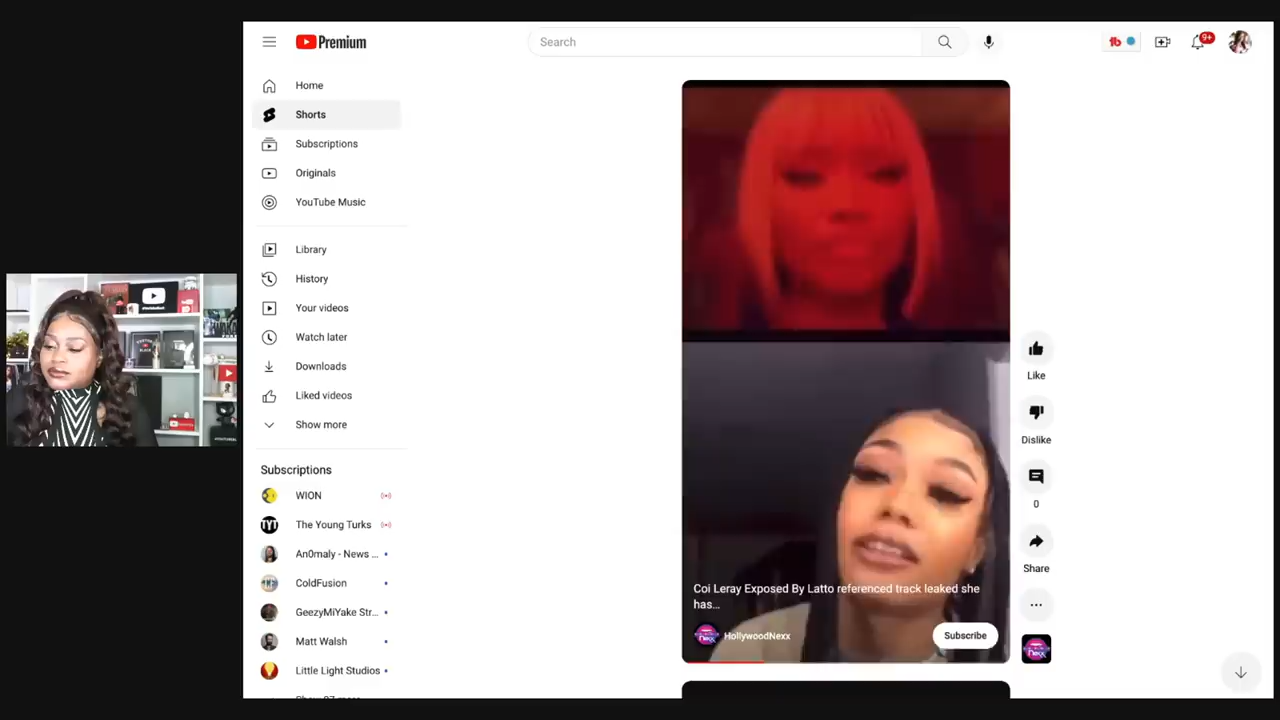 Premium
Search
9+
Home
Shorts
Subscriptions
Originals
YouTube Music
Library
History
Your videos
Watch later
Downloads
Liked videos
Show more
Subscriptions
WION
The Young Turks
An0maly - News ...
ColdFusion
GeezyMiYake Str...
Matt Walsh
Little Light Studios
Like
Dislike
0
Share
Coi Leray Exposed By Latto referenced track leaked she
has...
HollywoodNexx
Subscribe